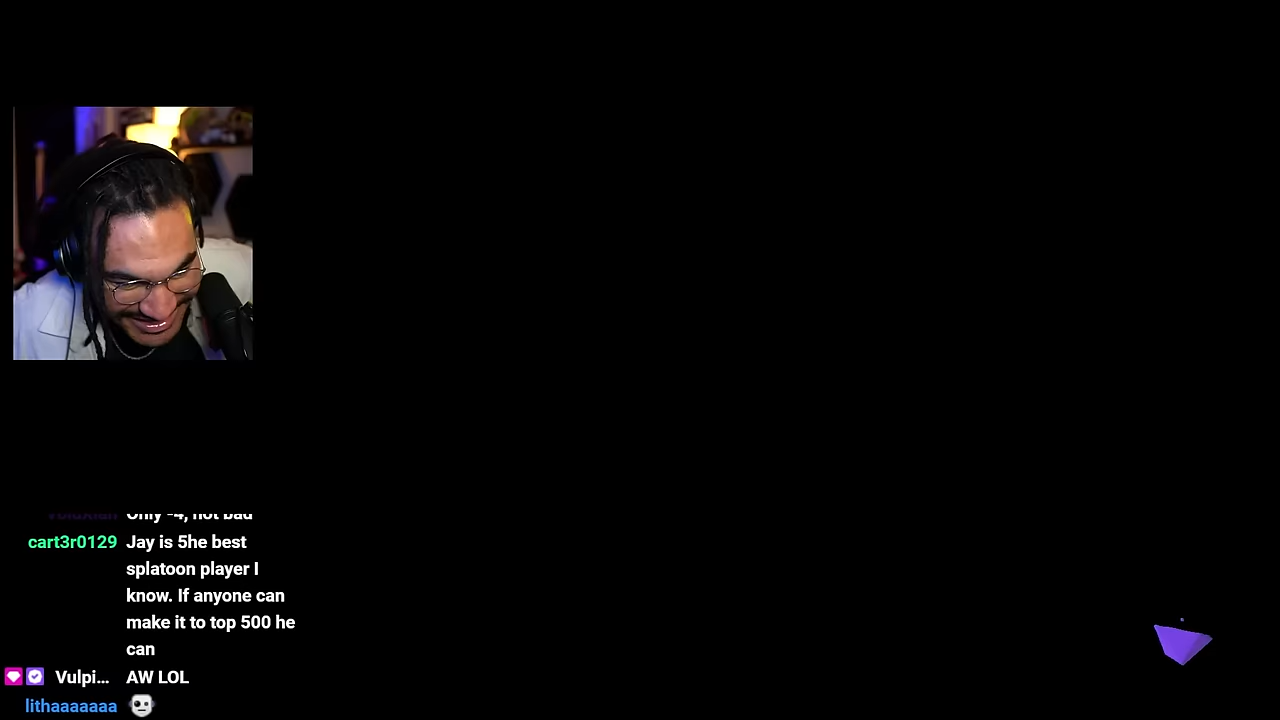 Only -4, not bad
cart3r0129 Jay is 5he best
splatoon player I
know. If anyone can
make it to top 500 he
can
Vulpi... AW LOL
lithaaaaaaa